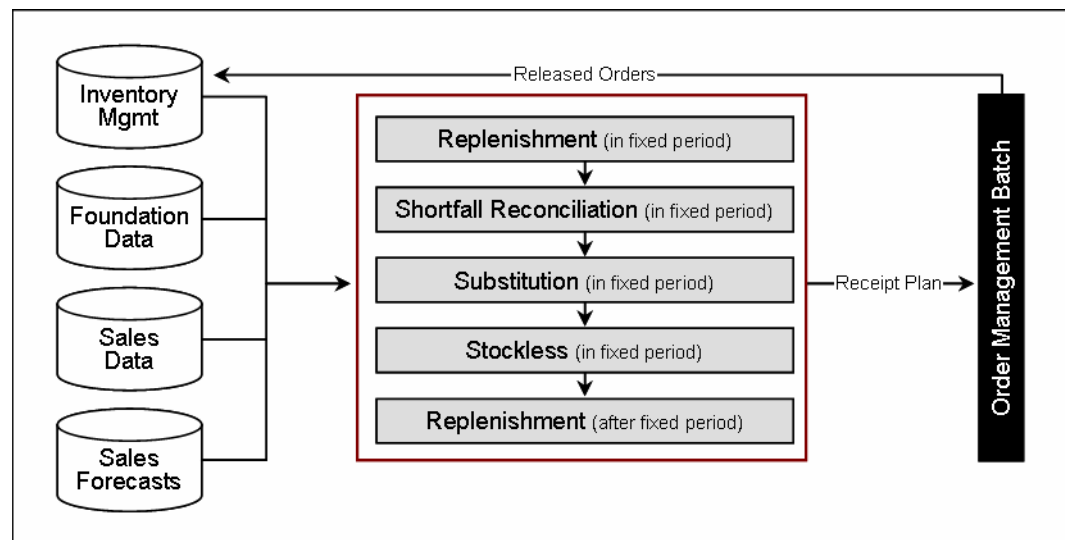 Released Orders
Inventory
Mgmt
Foundation
Data
Sales
Data
Sales
Forecasts
Replenishment (in fixed period)
Shortfall Reconciliation (in fixed period)
Substitution (in fixed period)
Stockless (in fixed period)
Replenishment (after fixed period)
Receipt Plan
Order Management Batch